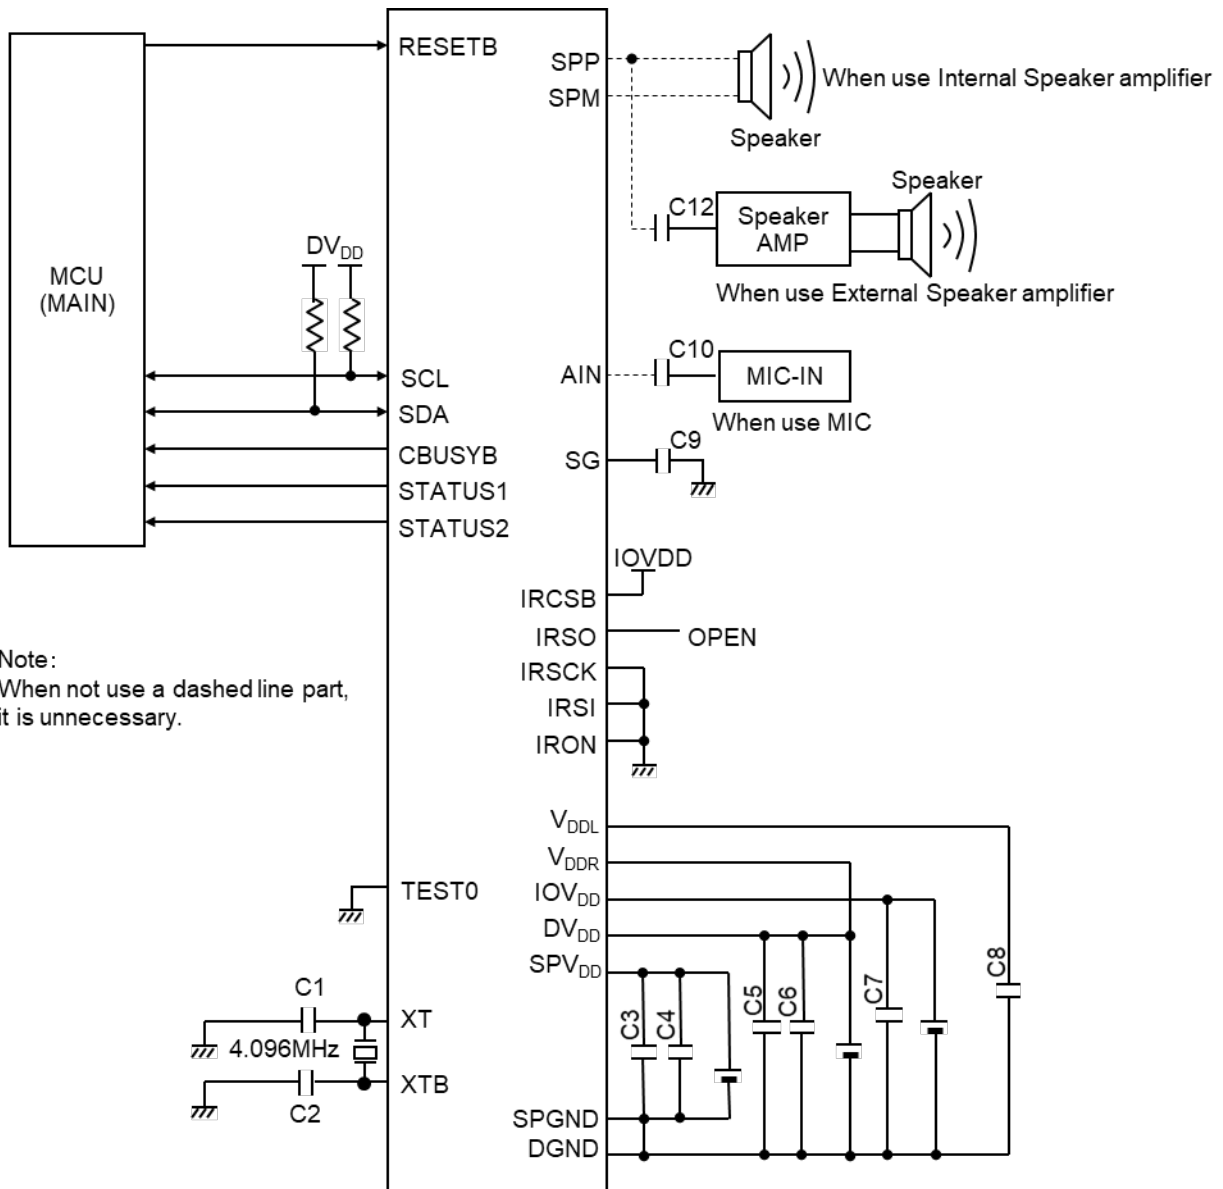 RESETB
SPP
SPM
When use Internal Speaker amplifier
Speaker
Speaker
C12
Speaker
AMP
When use External Speaker amplifier
MCU
(MAIN)
DVDD
SCL
SDA
CBUSYB
STATUS1
STATUS2
AIN
C10
MIC-IN
When use MIC
C9
SG
IOVDD
IRCSB
IRSO
OPEN
IRSCK
IRSI
IRON
Note:
When not use a dashed line part,
it is unnecessary.
VDDL
VDDR
IOVDD
DVDD
SPVDD
TEST0
C1
XT
4.096MHz
XTB
C2
C3
C4
C5
C6
C7
C8
SPGND
DGND